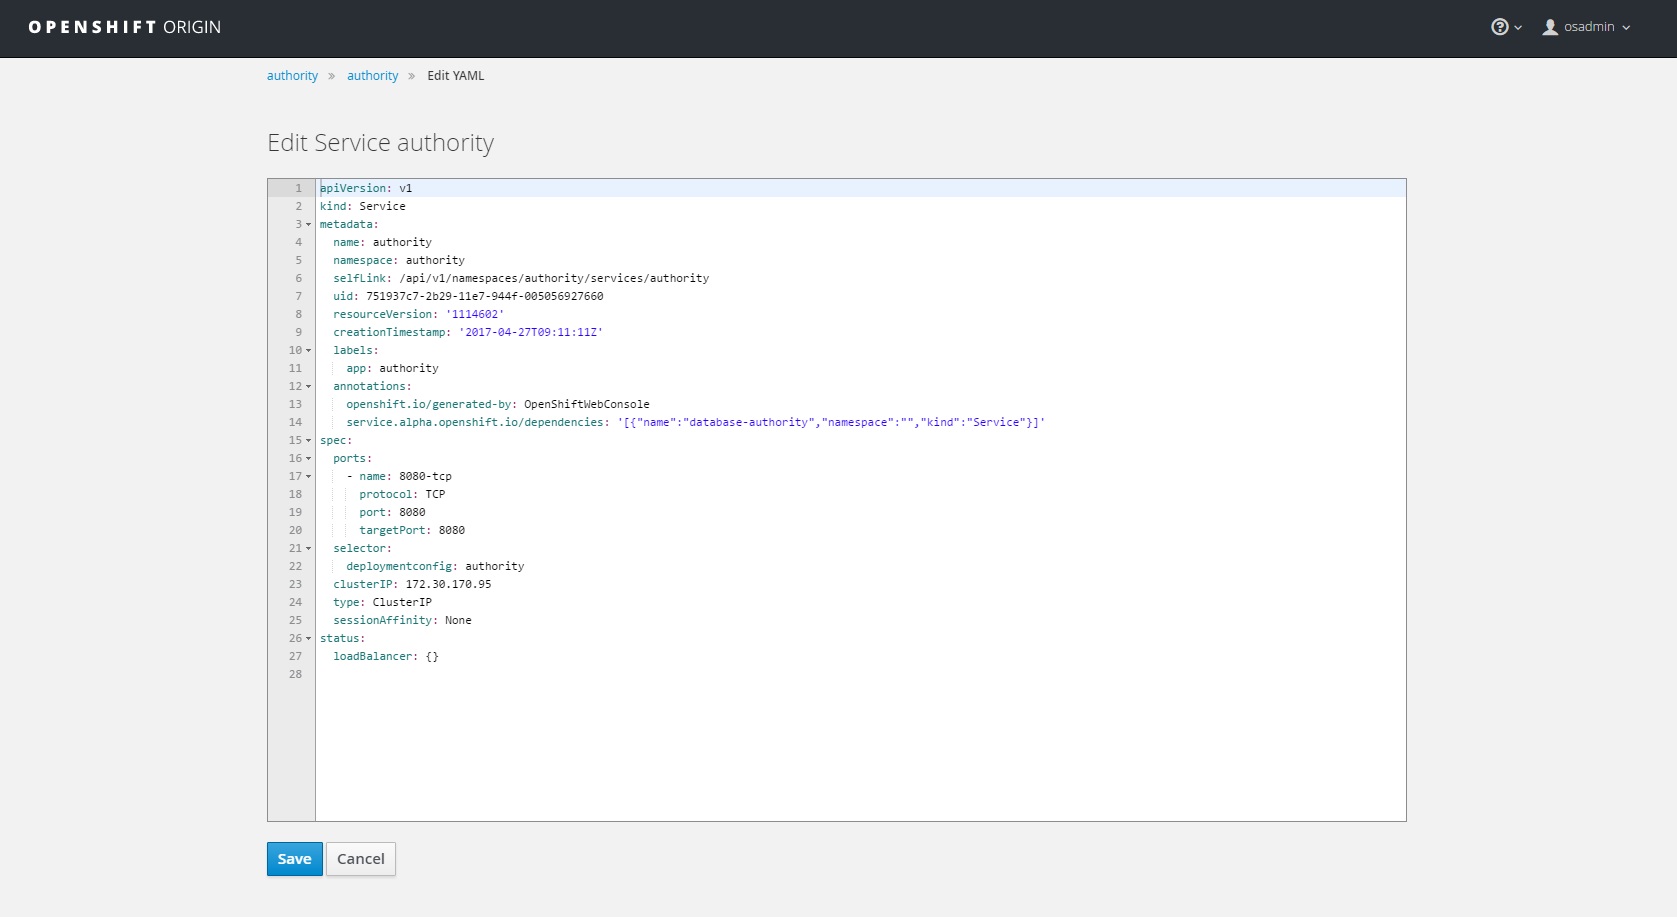 OPENSHIFT ORIGIN
osadmin
authority » authority » Edit YAML
Edit Service authority
1 apiVersion: v1
2 kind: Service
3 metadata:
4 name: authority
5 namespace: authority
6 selfLink: /api/v1/namespaces/authority/services/authority
7 uid: 751937c7-2b29-11e7-944f-005056927660
8 resourceVersion: '1114602'
9 creationTimestamp: '2017-04-27T09:11:11Z'
10 labels:
11 app: authority
12 annotations:
13 openshift.io/generated-by: OpenShiftWebConsole
14 service.alpha.openshift.io/dependencies: '[{"name":"database-authority","namespace":"","kind":"Service"}]'
15 spec:
16 ports:
17 - name: 8080-tcp
18 protocol: TCP
19 port: 8080
20 targetPort: 8080
21 selector:
22 deploymentconfig: authority
23 clusterIP: 172.30.170.95
24 type: ClusterIP
25 sessionAffinity: None
26 status:
27 loadBalancer: {}
28
Save Cancel